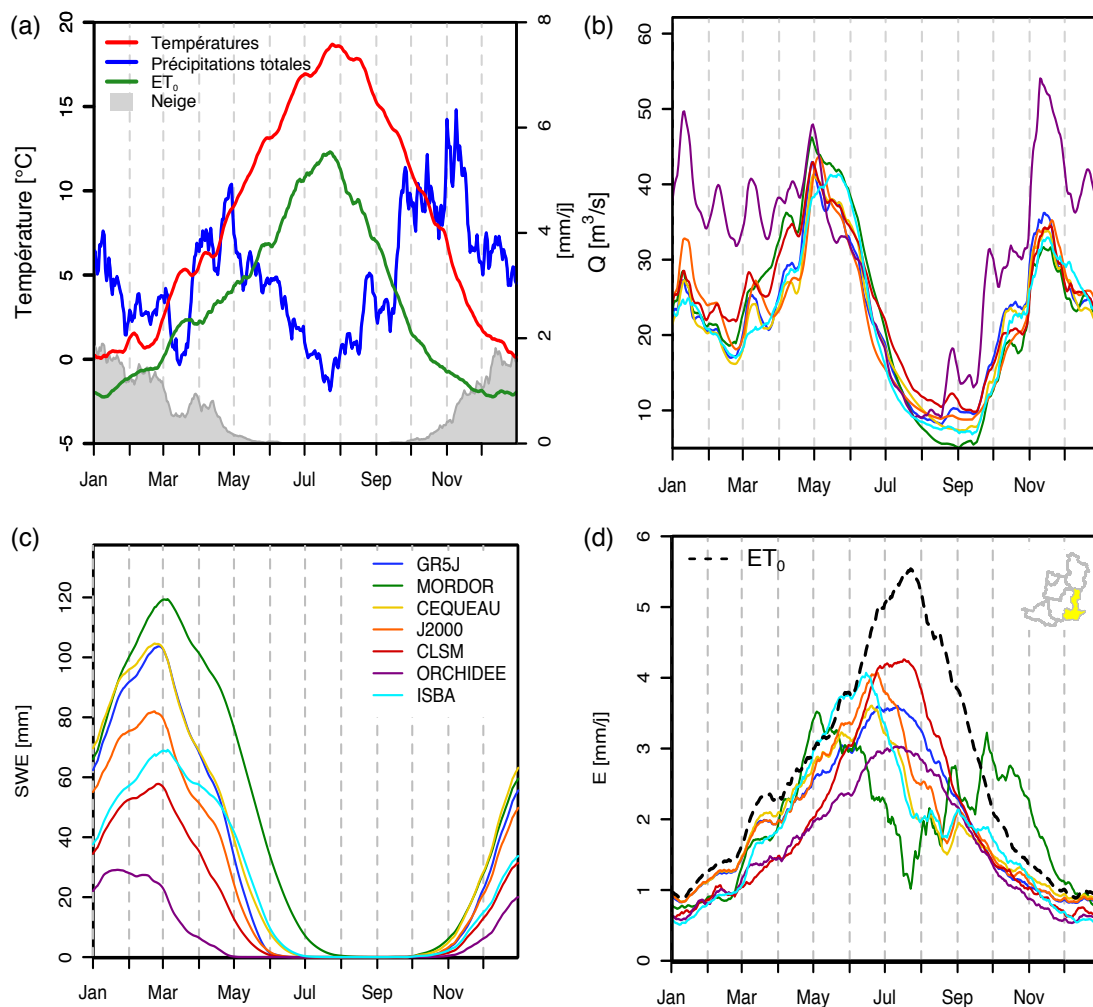 (a)
Températures
Précipitations totales
ET₀
Neige
Température [°C]
20
15
10
5
0
-5
8
6
4
2
0
[mm/j]
Jan Mar May Jul Sep Nov
(b)
Q [m³/s]
60
50
40
30
20
10
Jan Mar May Jul Sep Nov
(c)
SWE [mm]
120
100
80
60
40
20
0
GR5J
MORDOR
CEQUEAU
J2000
CLSM
ORCHIDEE
ISBA
Jan Mar May Jul Sep Nov
(d)
ET₀
E [mm/j]
6
5
4
3
2
1
0
Jan Mar May Jul Sep Nov